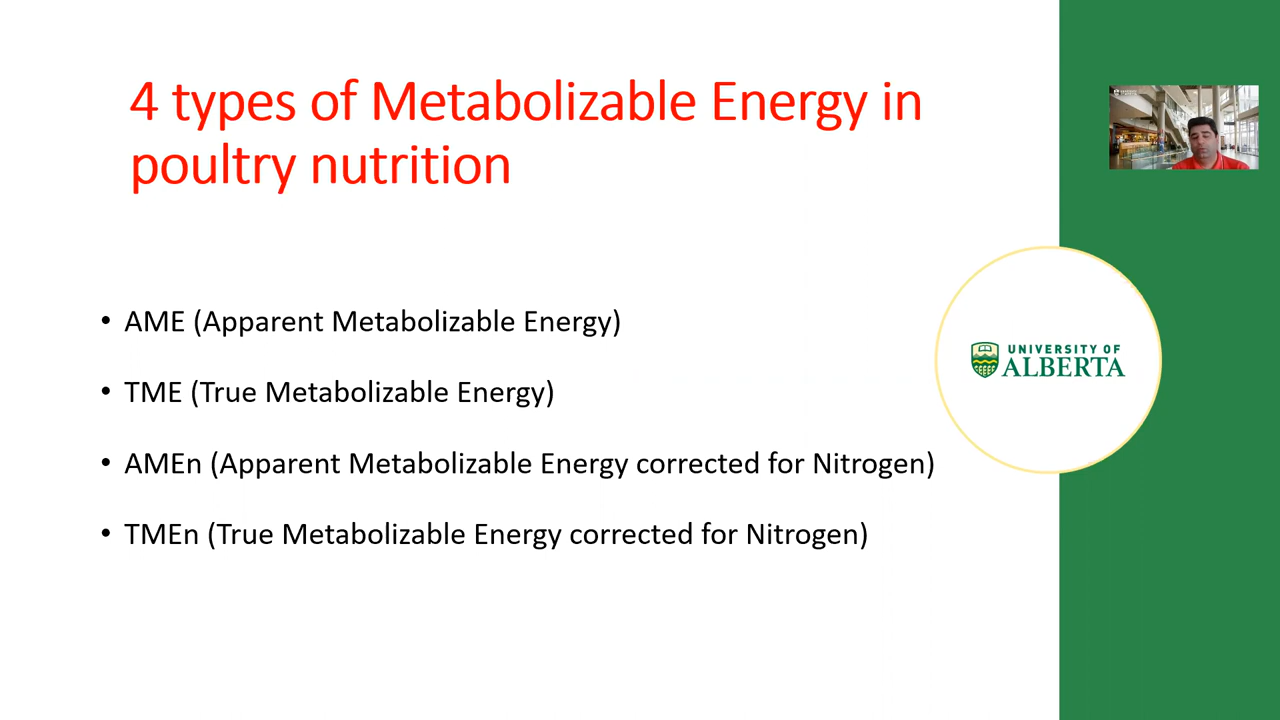 4 types of Metabolizable Energy in
poultry nutrition
• AME (Apparent Metabolizable Energy)
• TME (True Metabolizable Energy)
• AMEn (Apparent Metabolizable Energy corrected for Nitrogen)
• TMEn (True Metabolizable Energy corrected for Nitrogen)
UNIVERSITY OF
ALBERTA